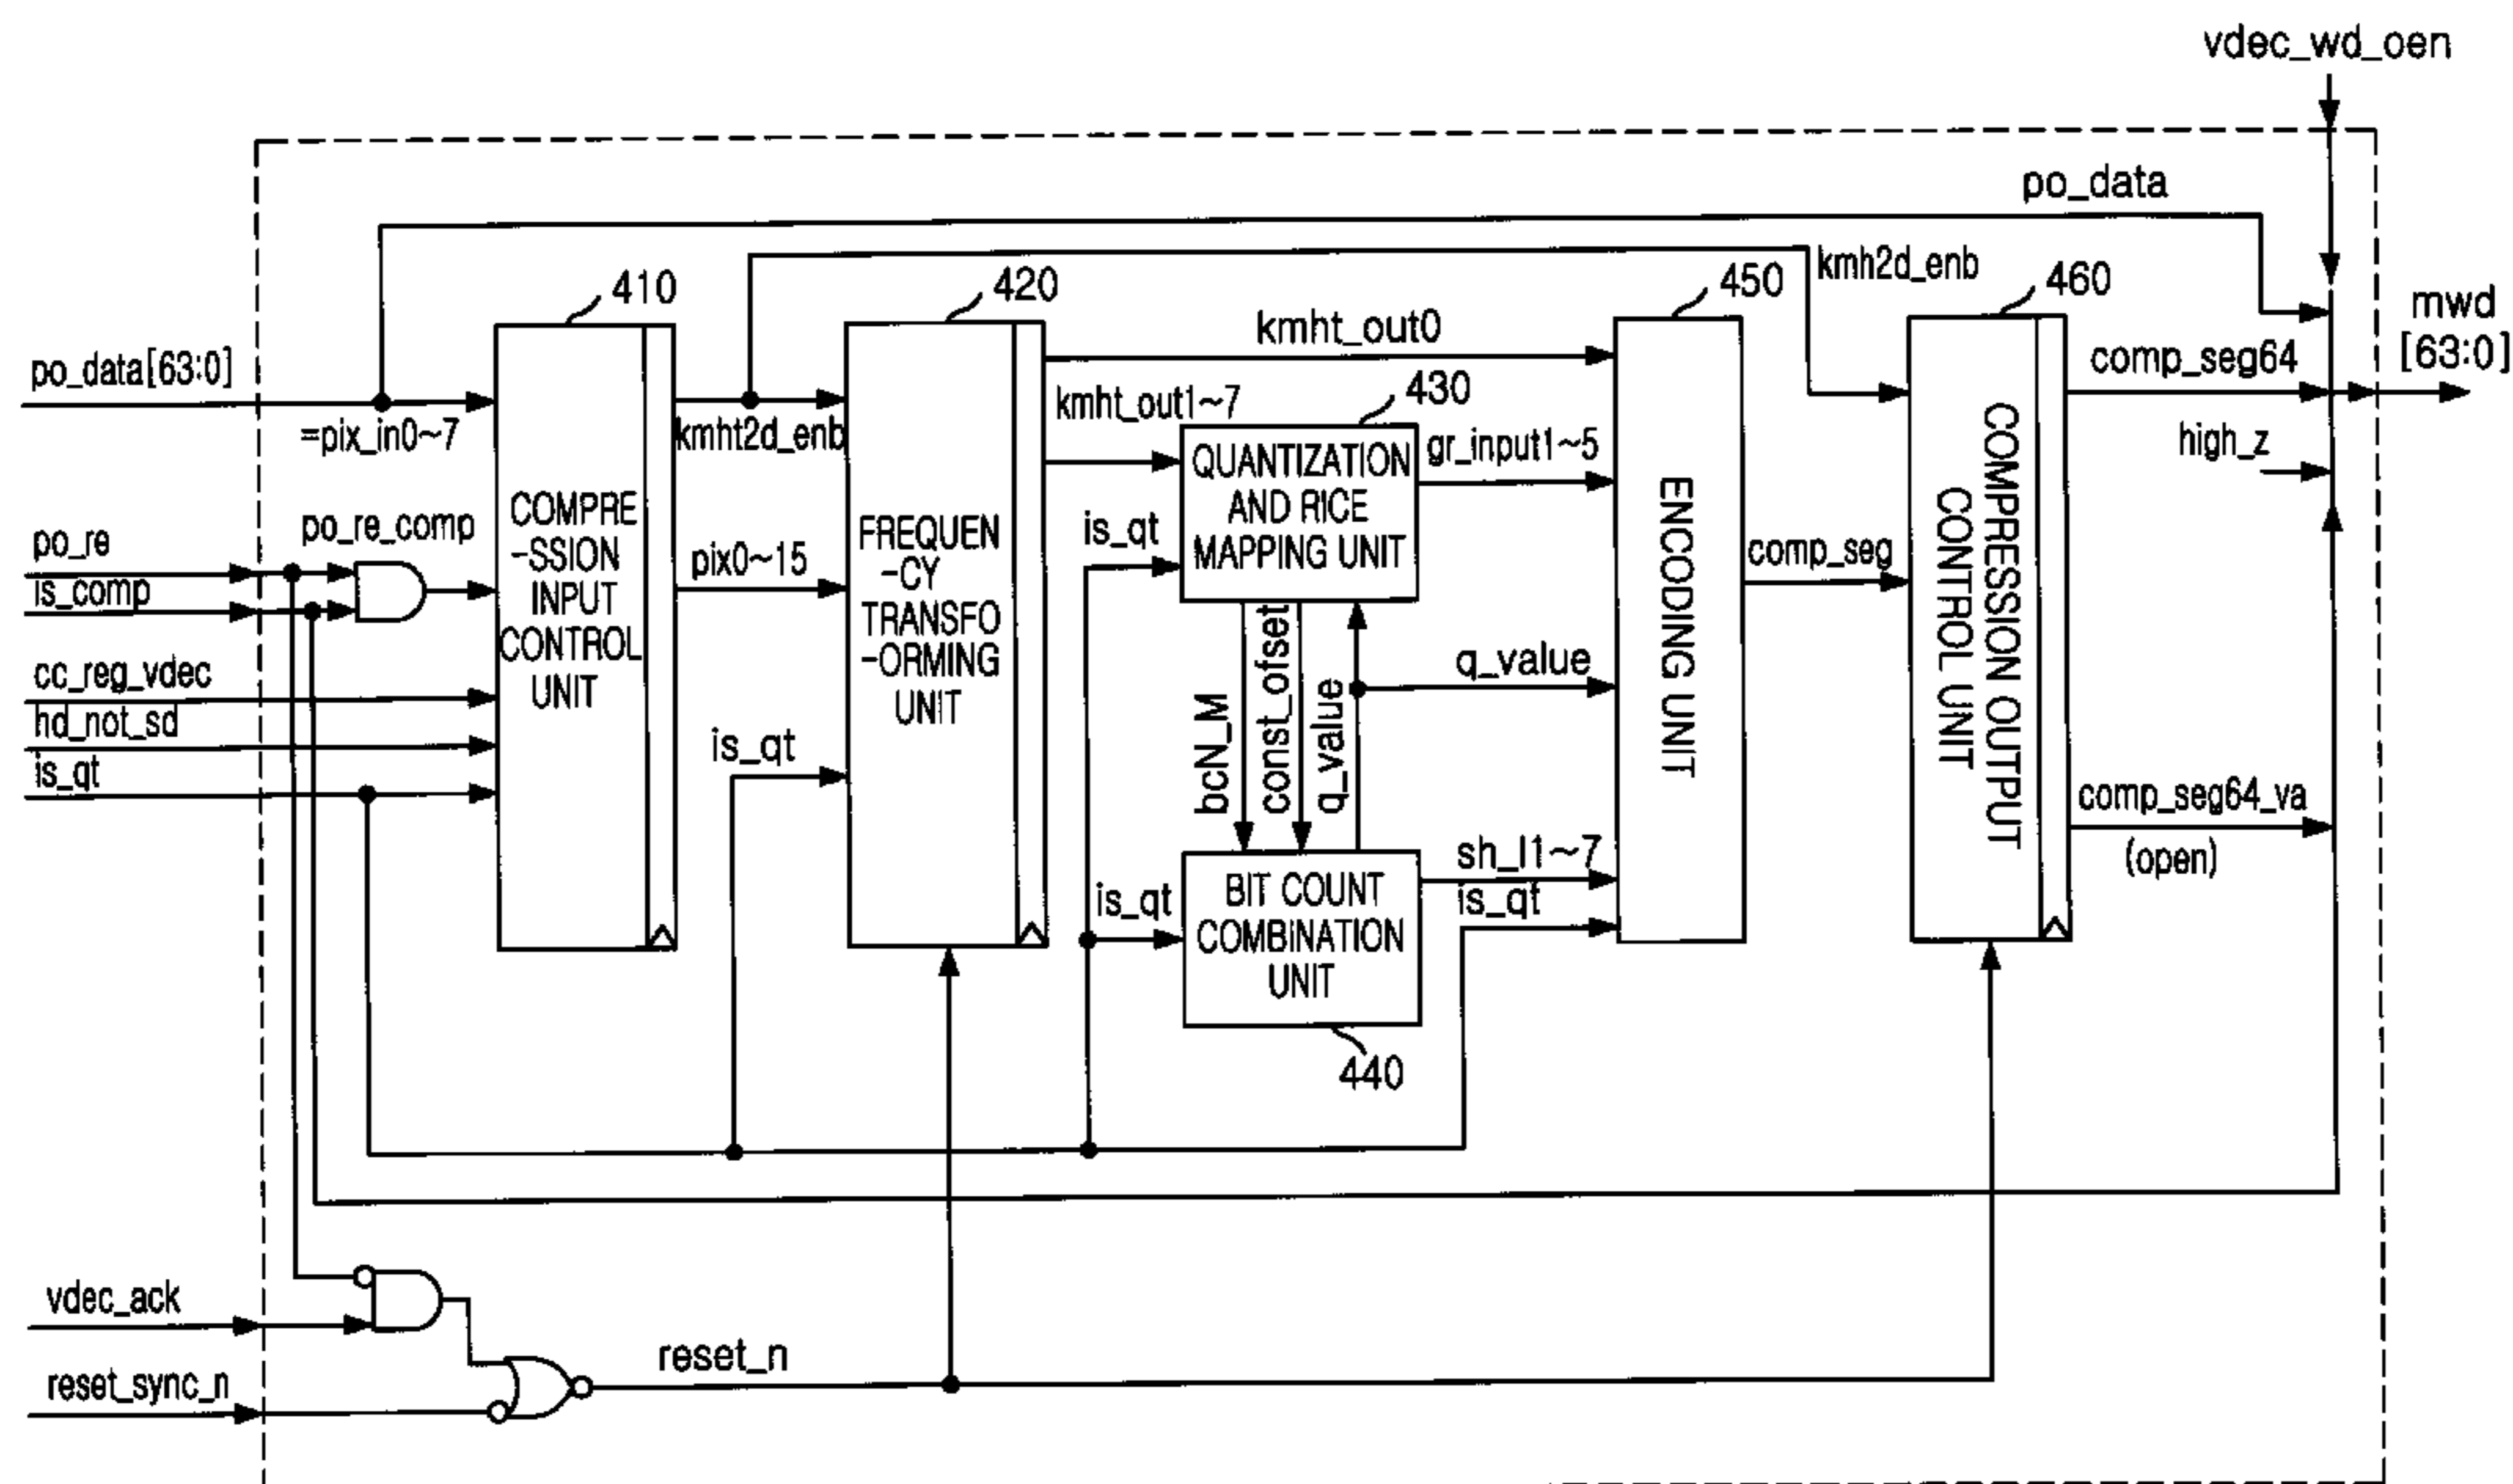 vdec_wd_oen
po_data
kmh2d_enb
410
420
450
460
mwd
[63:0]
kmht_out0
comp_seg64
po_data[63:0]
=pix_in0~7
kmht2d_enb
kmht_out1~7
430
high_z
QUANTIZATION
AND RICE
MAPPING UNIT
gr_input1~5
po_re
po_re_comp
is_comp
COMPRE
-SSION
INPUT
CONTROL
UNIT
pix0~15
FREQUEN
-CY
TRANSFO
-ORMING
UNIT
is_qt
ENCODING UNIT
comp_seg
COMPRESSION OUTPUT
CONTROL UNIT
cc_reg_vdec
hd_not_sd
is_qt
is_qt
bcN_M
const_ofset
q_value
q_value
comp_seg64_va
(open)
sh_l1~7
is_qt
is_qt
BIT COUNT
COMBINATION
UNIT
440
vdec_ack
reset_sync_n
reset_n